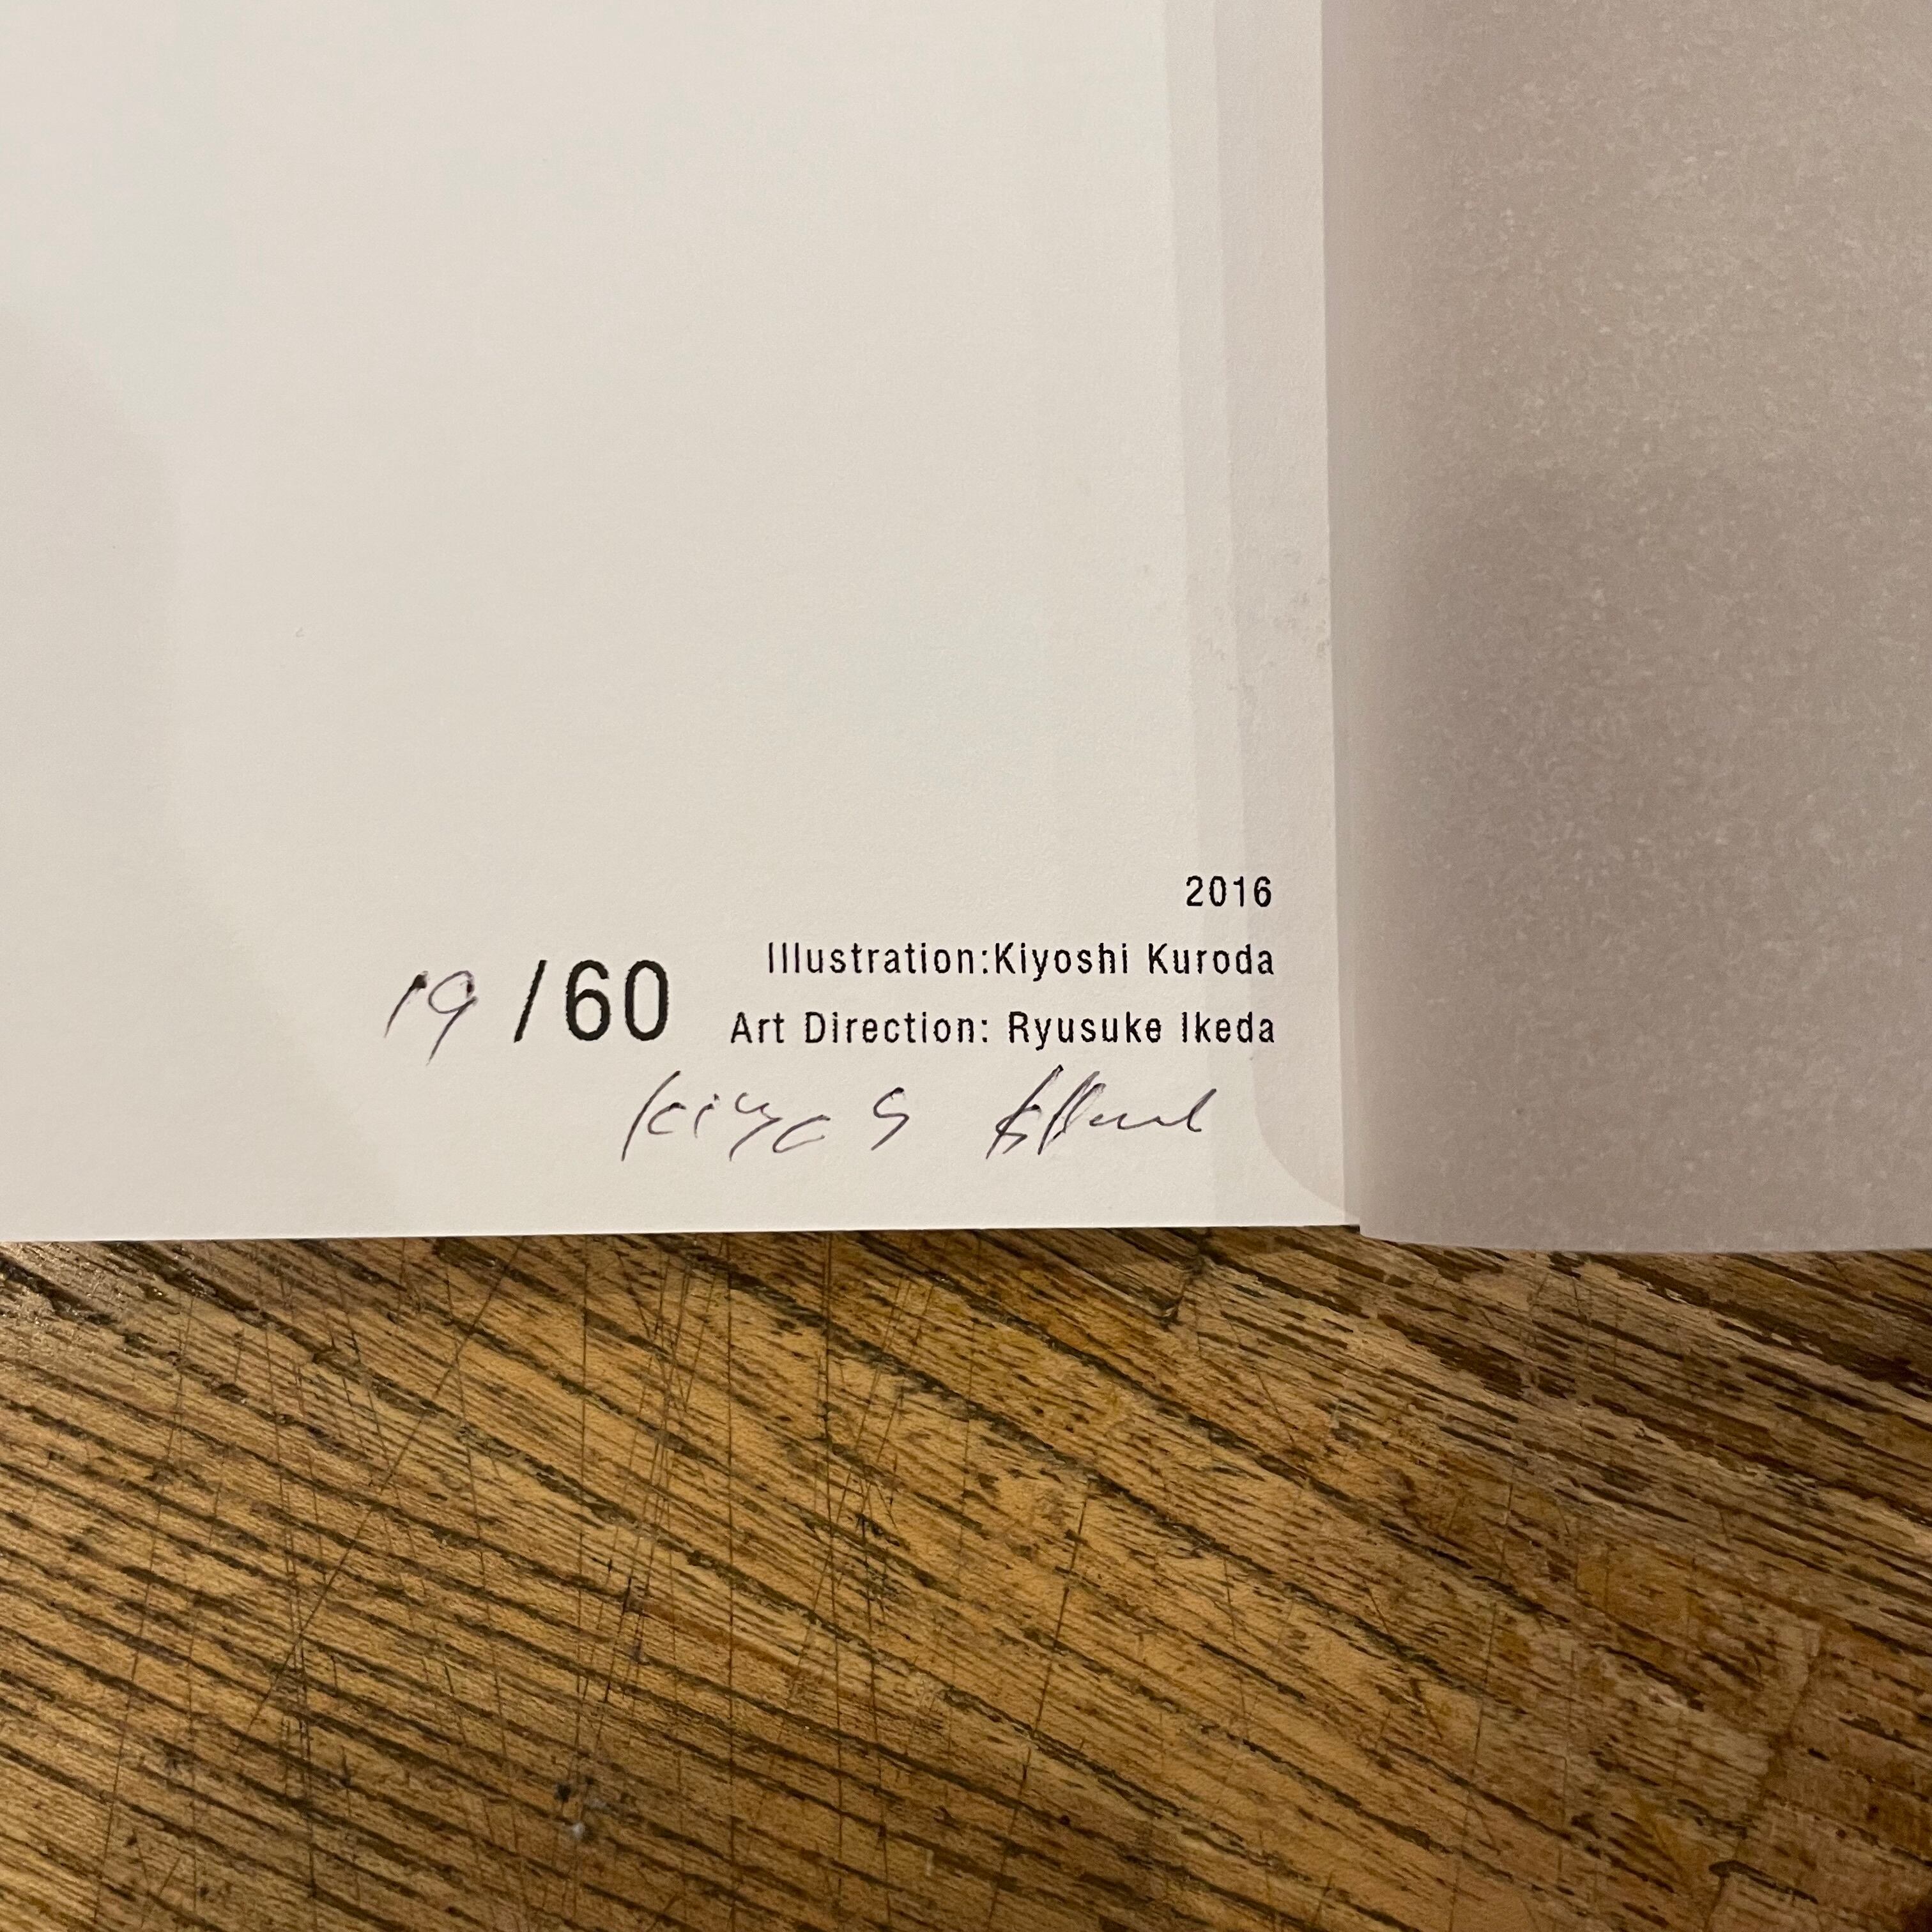 2016
Illustration:Kiyoshi Kuroda
19 /60 Art Direction: Ryusuke Ikeda